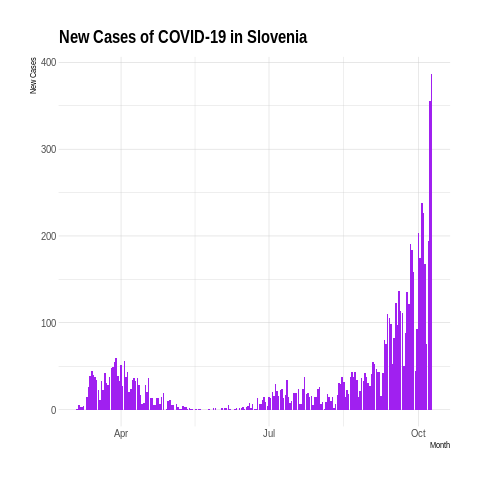 New Cases of COVID-19 in Slovenia
New Cases
400
300
200
100
0
Apr
Jul
Oct
Month